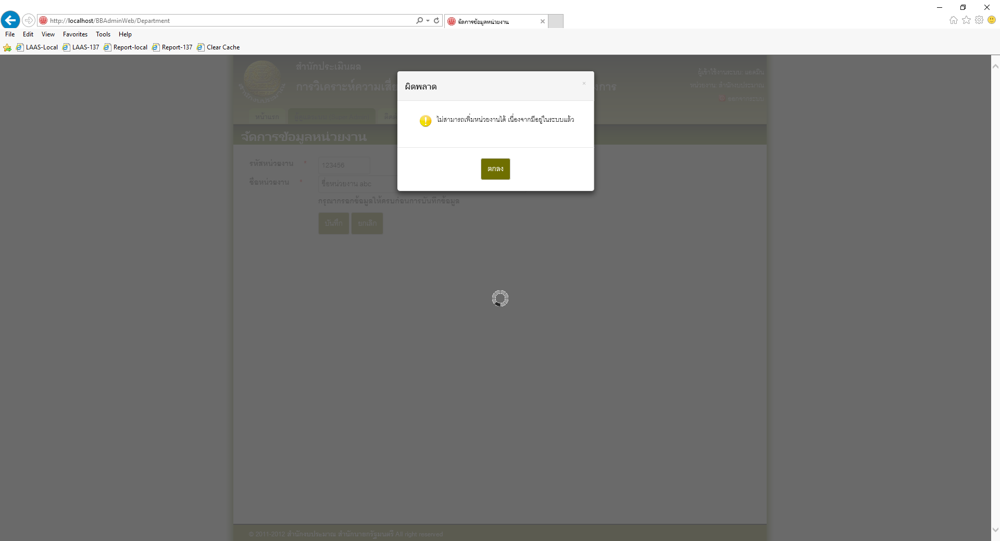 http://localhost/BBAdminWeb/Department
จัดการข้อมูลหน่วยงาน
File Edit View Favorites Tools Help
LAAS-Local LAAS-137 Report-local Report-137 Clear Cache
สำนักประเมินผล
การวิเคราะห์ความเสี่ย
งการ
ผู้เข้าใช้งานระบบ: แอดมิน
หน่วยงาน: สำนักงบประมาณ
ออกจากระบบ
สำนักงบประมาณ
หน้าแรก
ผิดพลาด
×
ไม่สามารถเพิ่มหน่วยงานได้ เนื่องจากมีอยู่ในระบบแล้ว
ตกลง
จัดการข้อมูลหน่วยงาน
รหัสหน่วยงาน * 123456
ชื่อหน่วยงาน * ชื่อหน่วยงาน abc
กรุณากรอกข้อมูลให้ครบก่อนการบันทึกข้อมูล
บันทึก ยกเลิก
© 2011-2012 สำนักงบประมาณ สำนักนายกรัฐมนตรี All right reserved